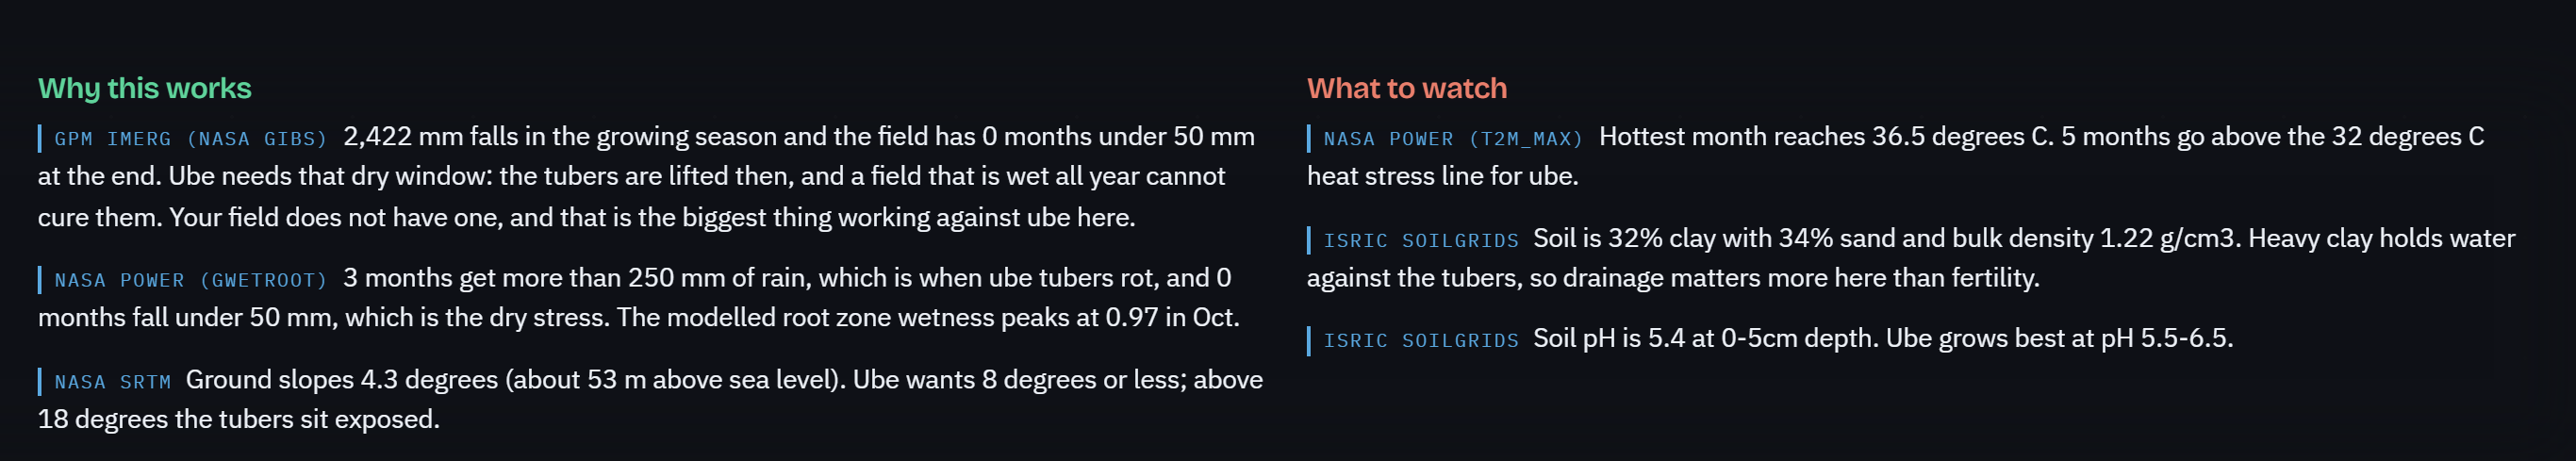 Why this works
GPM IMERG (NASA GIBS) 2,422 mm falls in the growing season and the field has 0 months under 50 mm
at the end. Ube needs that dry window: the tubers are lifted then, and a field that is wet all year cannot
cure them. Your field does not have one, and that is the biggest thing working against ube here.
NASA POWER (GWETROOT) 3 months get more than 250 mm of rain, which is when ube tubers rot, and 0
months fall under 50 mm, which is the dry stress. The modelled root zone wetness peaks at 0.97 in Oct.
NASA SRTM Ground slopes 4.3 degrees (about 53 m above sea level). Ube wants 8 degrees or less; above
18 degrees the tubers sit exposed.
What to watch
NASA POWER (T2M_MAX) Hottest month reaches 36.5 degrees C. 5 months go above the 32 degrees C
heat stress line for ube.
ISRIC SOILGRIDS Soil is 32% clay with 34% sand and bulk density 1.22 g/cm3. Heavy clay holds water
against the tubers, so drainage matters more here than fertility.
ISRIC SOILGRIDS Soil pH is 5.4 at 0-5cm depth. Ube grows best at pH 5.5-6.5.